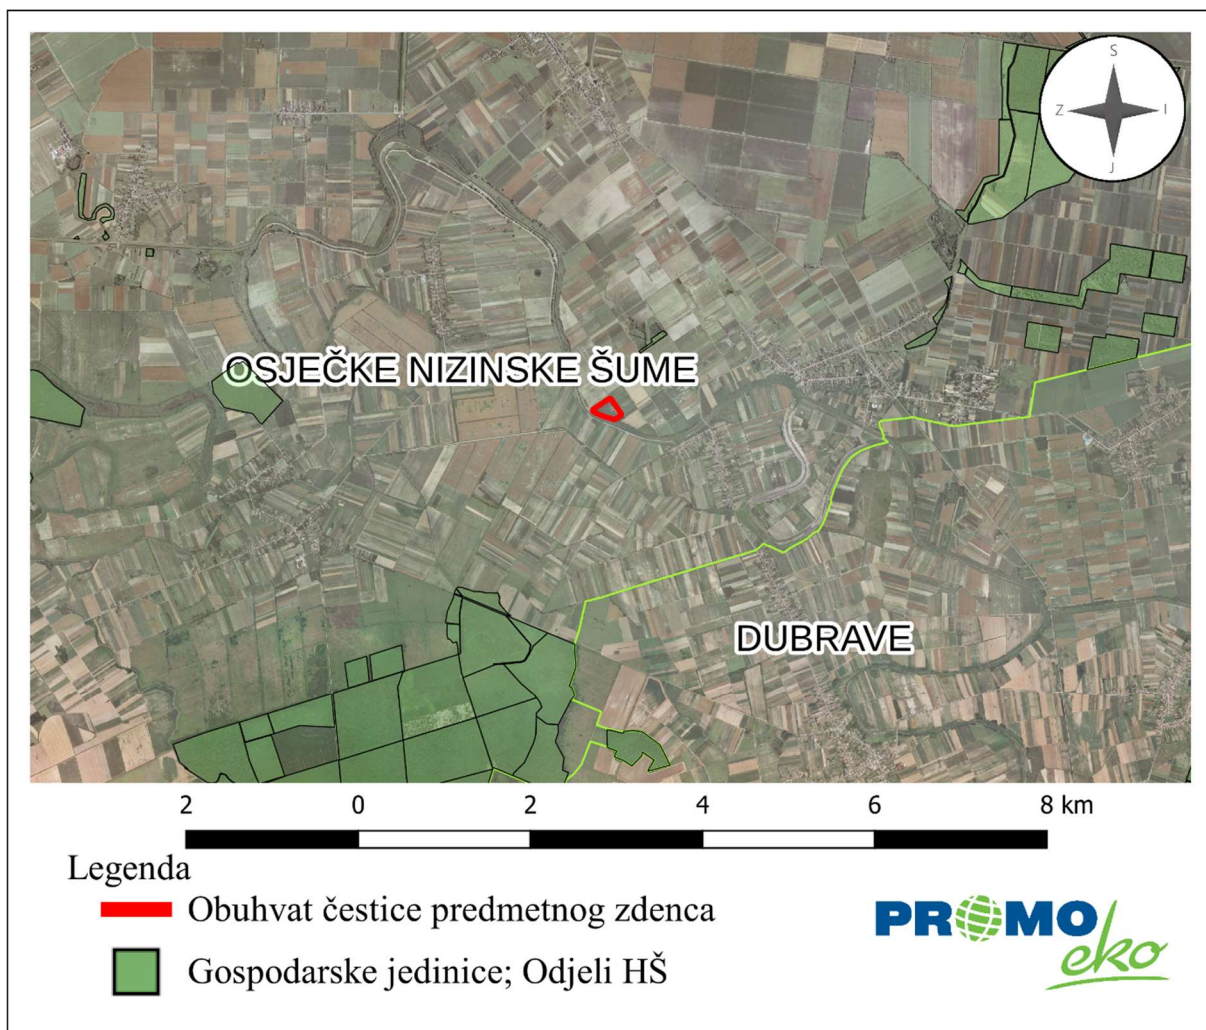 S
Z I
J
OSJEČKE NIZINSKE ŠUME
DUBRAVE
2 0 2 4 6 8 km
Legenda
Obuhvat čestice predmetnog zdenca
Gospodarske jedinice; Odjeli HŠ
PROMO
eko